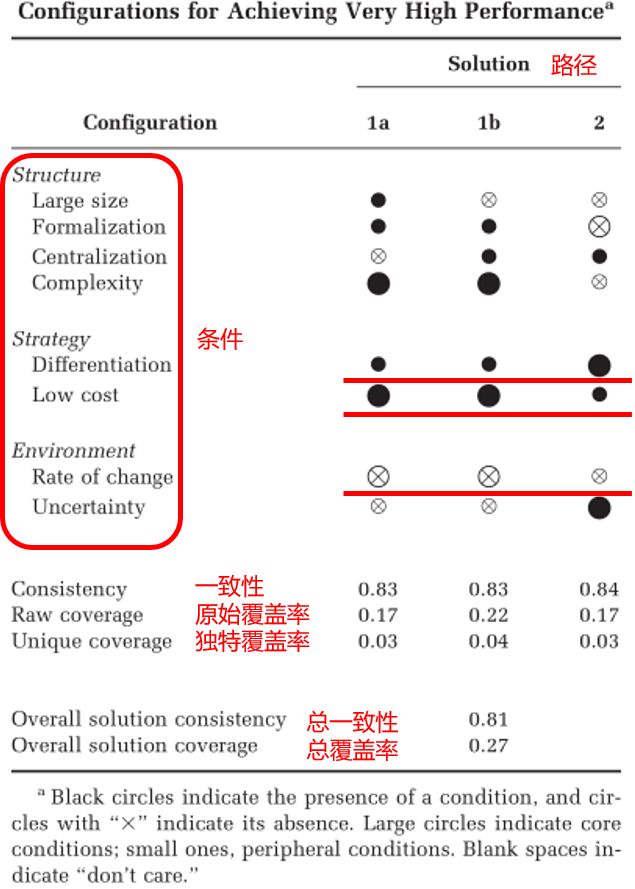 Configurations for Achieving Very High Performanceª
Solution 路径
Configuration 1a 1b 2
Structure
Large size
Formalization
Centralization
Complexity
Strategy 条件
Differentiation
Low cost
Environment
Rate of change
Uncertainty
Consistency 一致性 0.83 0.83 0.84
Raw coverage 原始覆盖率 0.17 0.22 0.17
Unique coverage 独特覆盖率 0.03 0.04 0.03
Overall solution consistency 总一致性 0.81
Overall solution coverage 总覆盖率 0.27
ª Black circles indicate the presence of a condition, and cir-
cles with “×” indicate its absence. Large circles indicate core
conditions; small ones, peripheral conditions. Blank spaces in-
dicate “don’t care.”